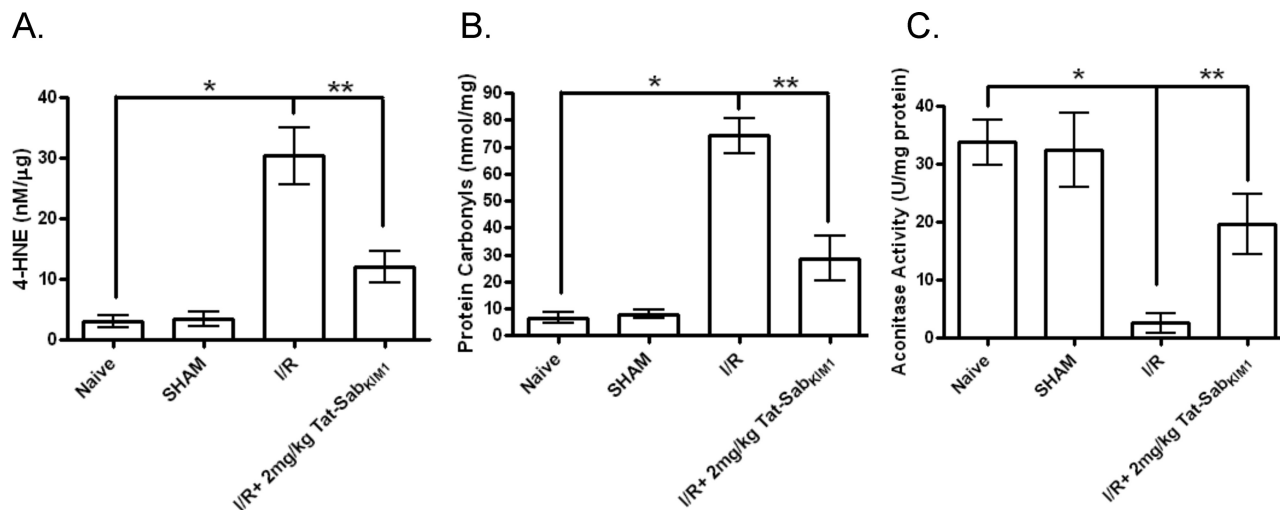 A.
B.
C.
4-HNE (nM/µg)
40
30
20
10
0
* **
Naive
SHAM
I/R
I/R+ 2mg/kg Tat-SabKIM1
Protein Carbonyls (nmol/mg)
90
80
70
60
50
40
30
20
10
0
* **
Naive
SHAM
I/R
I/R+ 2mg/kg Tat-SabKIM1
Aconitase Activity (U/mg protein)
40
30
20
10
0
* **
Naive
SHAM
I/R
I/R+ 2mg/kg Tat-SabKIM1